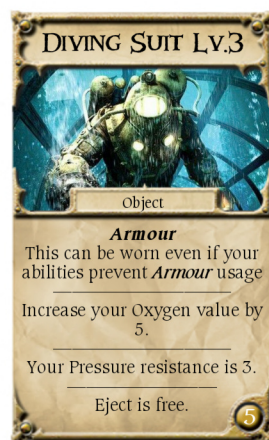 Diving Suit Lv.3
Object
Armour
This can be worn even if your
abilities prevent Armour usage
Increase your Oxygen value by
5.
Your Pressure resistance is 3.
Eject is free.
5